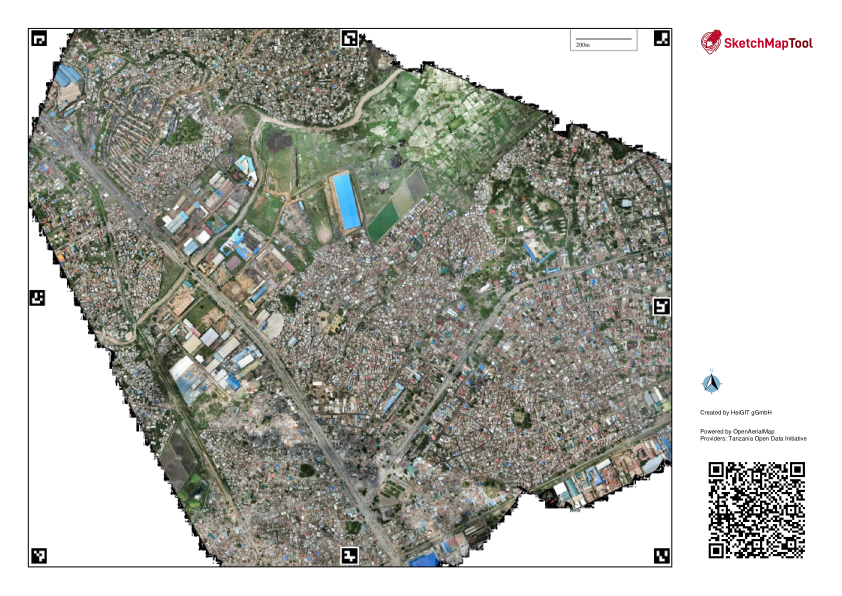 200m
SketchMapTool
N
Created by HeiGIT gGmbH
Powered by OpenAerialMap
Providers: Tanzania Open Data Initiative